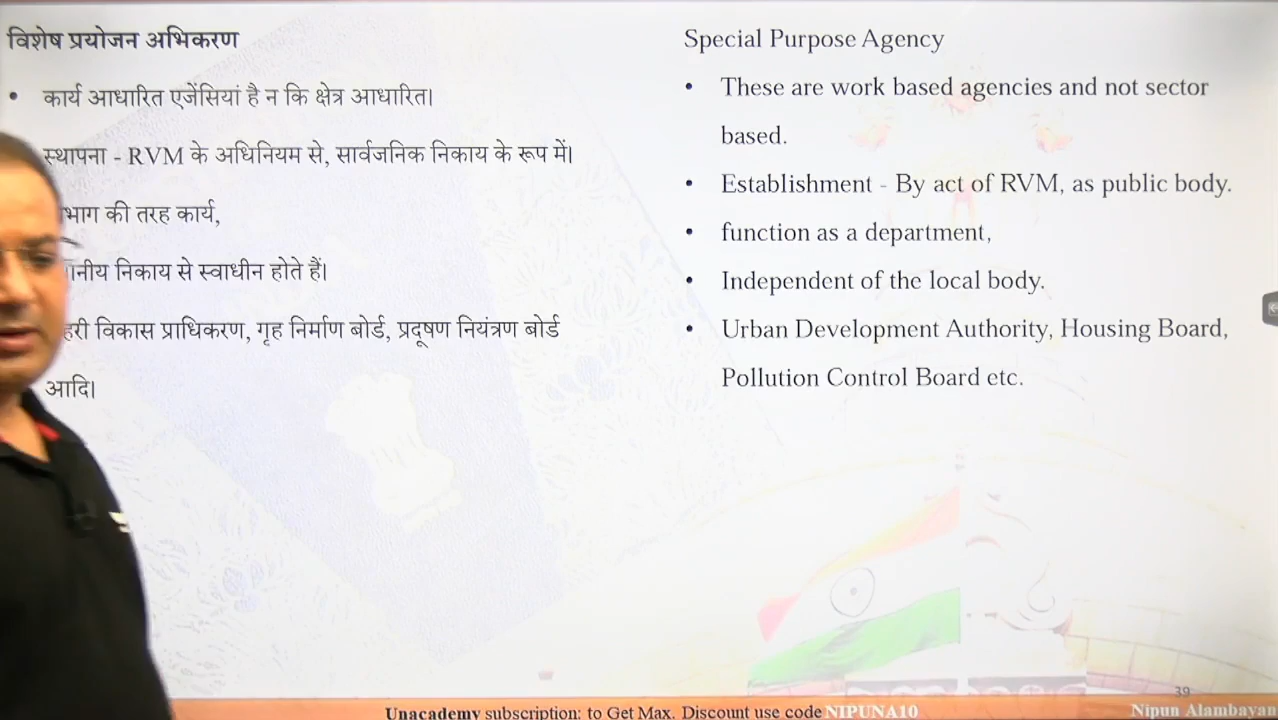 विशेष प्रयोजन अभिकरण
• कार्य आधारित एजेंसियां है न कि क्षेत्र आधारित।
स्थापना - RVM के अधिनियम से, सार्वजनिक निकाय के रूप में।
की तरह कार्य,
निकाय से स्वाधीन होते हैं।
विकास प्राधिकरण, गृह निर्माण बोर्ड, प्रदूषण नियंत्रण बोर्ड
आदि।
Special Purpose Agency
• These are work based agencies and not sector
based.
• Establishment - By act of RVM, as public body.
• function as a department,
• Independent of the local body.
• Urban Development Authority, Housing Board,
Pollution Control Board etc.
39
Unacademy subscription: to Get Max. Discount use code NIPUNA10
Nipun Alambayan